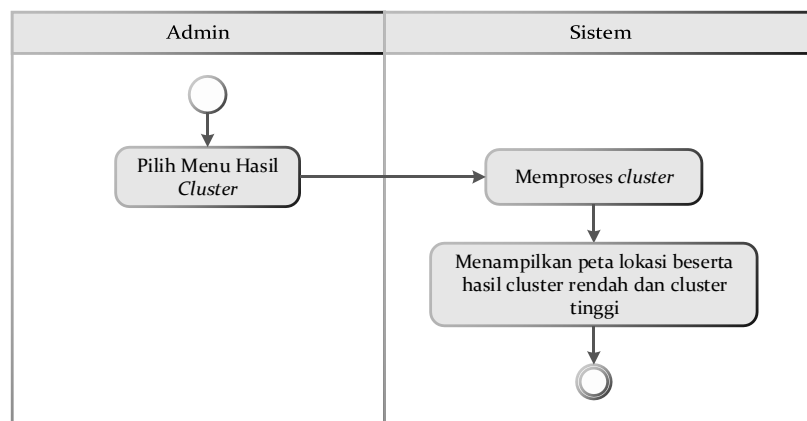 Admin
Sistem
Pilih Menu Hasil
Cluster
Memproses cluster
Menampilkan peta lokasi beserta
hasil cluster rendah dan cluster
tinggi